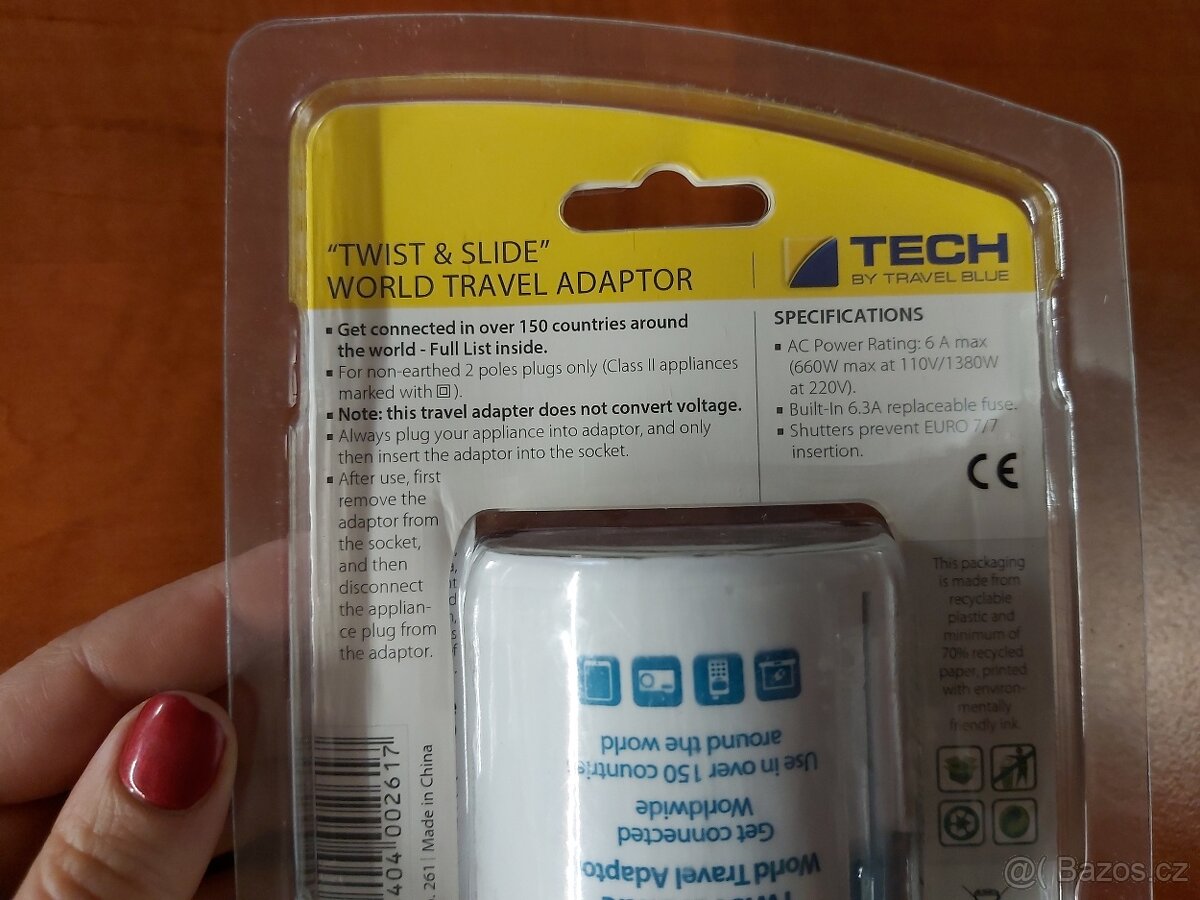 "TWIST & SLIDE"
WORLD TRAVEL ADAPTOR
TECH
BY TRAVEL BLUE
▪ Get connected in over 150 countries around
the world - Full List inside.
▪ For non-earthed 2 poles plugs only (Class II appliances
marked with 回).
▪ Note: this travel adapter does not convert voltage.
▪ Always plug your appliance into adaptor, and only
then insert the adaptor into the socket.
▪ After use, first
remove the
adaptor from
the socket,
and then
disconnect
the applian-
ce plug from
the adaptor.
SPECIFICATIONS
▪ AC Power Rating: 6 A max
(660W max at 110V/1380W
at 220V).
▪ Built-In 6.3A replaceable fuse.
▪ Shutters prevent EURO 7/7
insertion.
CE
This packaging
is made from
recyclable
plastic and
minimum of
70% recycled
paper, printed
with environ-
mentally
friendly ink.
404 002617
261 | Made in China
World Travel Adapto
Get connected
Worldwide
Use in over 150 countri
around the world
@( Bazos.cz